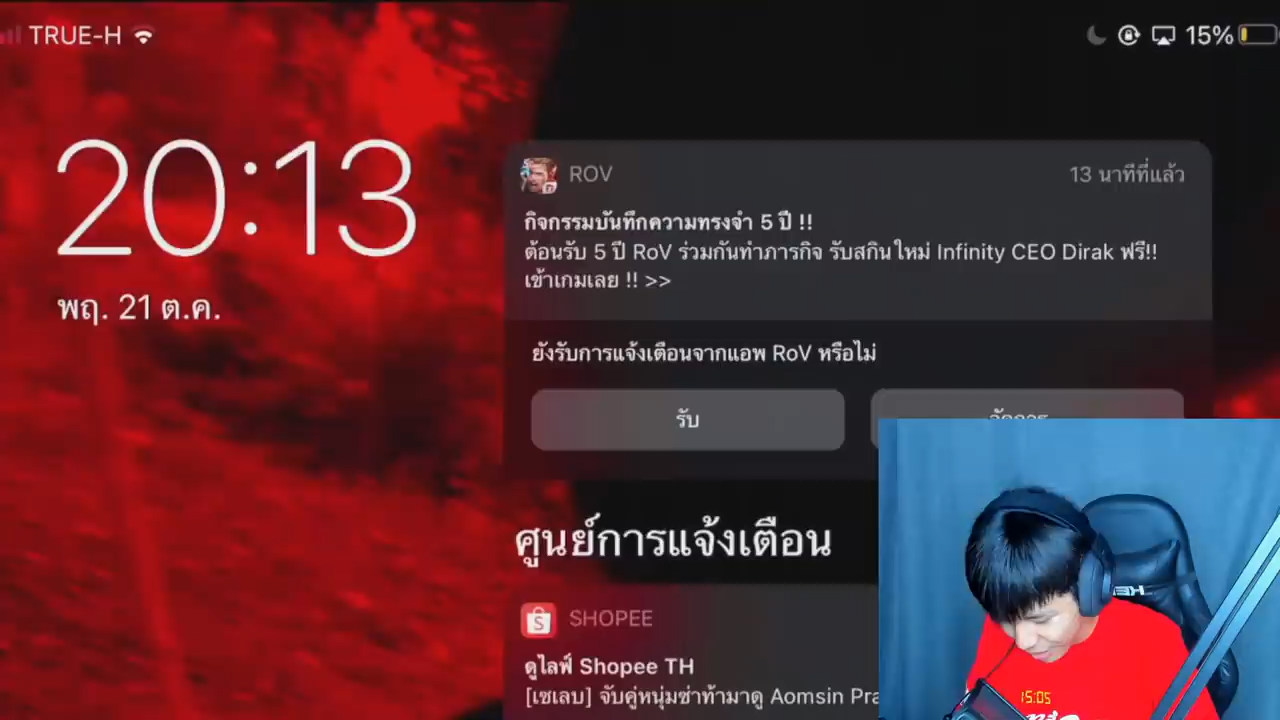 TRUE-H
15%
20:13
พฤ. 21 ต.ค.
ROV
13 นาทีที่แล้ว
กิจกรรมบันทึกความทรงจำ 5 ปี !!
ต้อนรับ 5 ปี RoV ร่วมกันทำภารกิจ รับสกินใหม่ Infinity CEO Dirak ฟรี!!
เข้าเกมเลย !! >>
ยังรับการแจ้งเตือนจากแอพ RoV หรือไม่
รับ
จัดการ
ศูนย์การแจ้งเตือน
SHOPEE
ดูไลฟ์ Shopee TH
[เซเลบ] จับคู่หนุ่มซ่าท้ามาดู Aomsin Pra
15:05